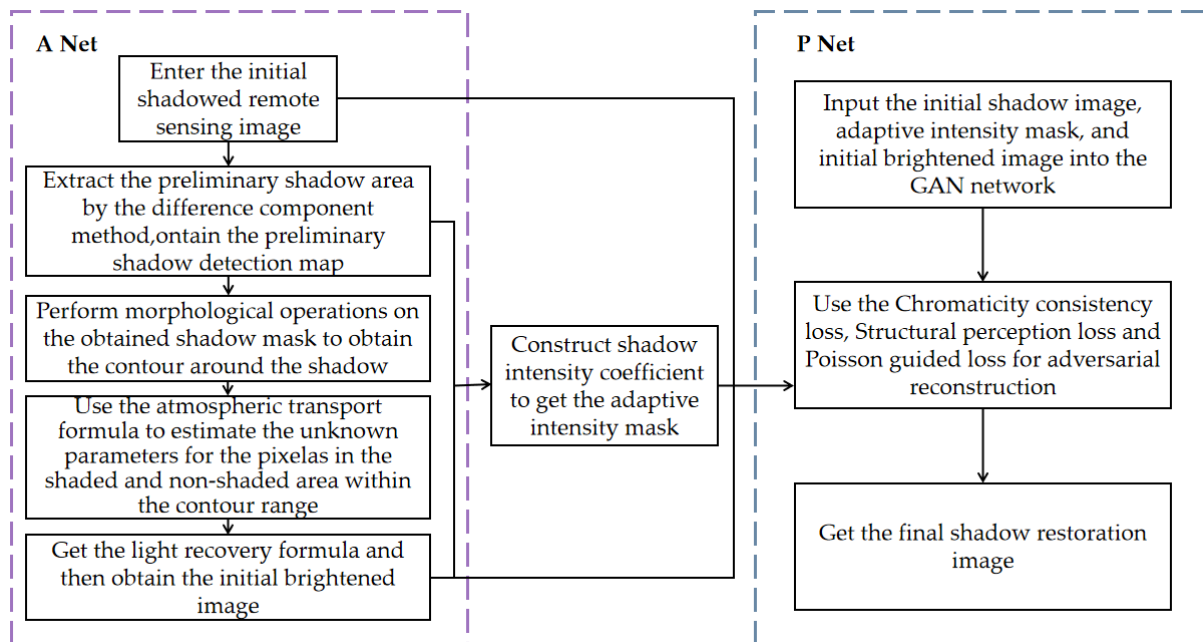 A Net
Enter the initial
shadowed remote
sensing image
Extract the preliminary shadow area
by the difference component
method,ontain the preliminary
shadow detection map
Perform morphological operations on
the obtained shadow mask to obtain
the contour around the shadow
Use the atmospheric transport
formula to estimate the unknown
parameters for the pixelas in the
shaded and non-shaded area within
the contour range
Get the light recovery formula and
then obtain the initial brightened
image
Construct shadow
intensity coefficient
to get the adaptive
intensity mask
P Net
Input the initial shadow image,
adaptive intensity mask, and
initial brightened image into the
GAN network
Use the Chromaticity consistency
loss, Structural perception loss and
Poisson guided loss for adversarial
reconstruction
Get the final shadow restoration
image